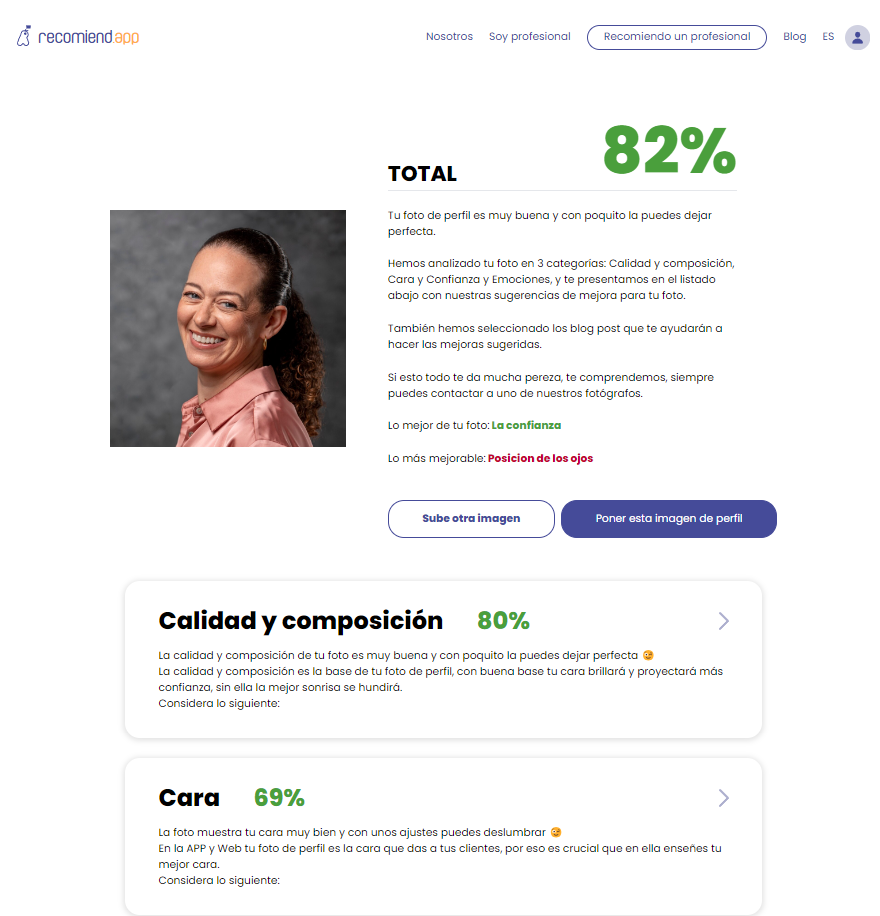 recomiend.app
Nosotros
Soy profesional
Recomiendo un profesional
Blog
ES
TOTAL
82%
Tu foto de perfil es muy buena y con poquito la puedes dejar
perfecta.
Hemos analizado tu foto en 3 categorias: Calidad y composición,
Cara y Confianza y Emociones, y te presentamos en el listado
abajo con nuestras sugerencias de mejora para tu foto.
También hemos seleccionado los blog post que te ayudarán a
hacer las mejoras sugeridas.
Si esto todo te da mucha pereza, te comprendemos, siempre
puedes contactar a uno de nuestros fotógrafos.
Lo mejor de tu foto: La confianza
Lo más mejorable: Posicion de los ojos
Sube otra imagen
Poner esta imagen de perfil
Calidad y composición 80%
La calidad y composición de tu foto es muy buena y con poquito la puedes dejar perfecta 😉
La calidad y composición es la base de tu foto de perfil, con buena base tu cara brillará y proyectará más
confianza, sin ella la mejor sonrisa se hundirá.
Considera lo siguiente:
Cara 69%
La foto muestra tu cara muy bien y con unos ajustes puedes deslumbrar 😉
En la APP y Web tu foto de perfil es la cara que das a tus clientes, por eso es crucial que en ella enseñes tu
mejor cara.
Considera lo siguiente: